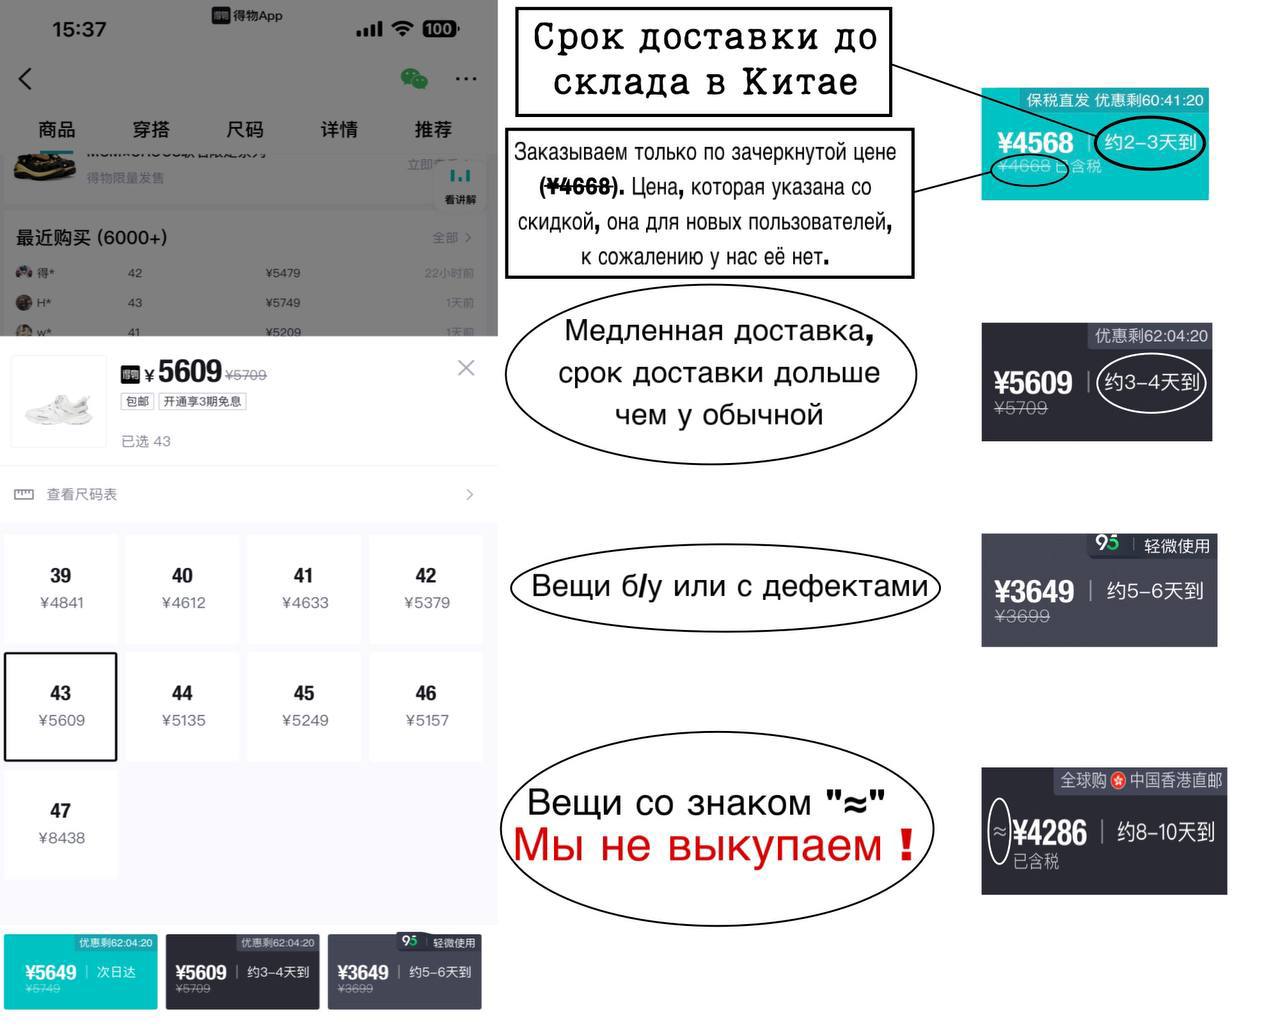 得物App
15:37
100
商品 穿搭 尺码 详情 推荐
得物限量发售
立即
看讲解
最近购买 (6000+) 全部
得* 42 ¥5479 22小时前
H* 43 ¥5749 1天前
w* 41 ¥5209 1天前
得物 ¥5609 ¥5709
包邮 开通享3期免息
已选 43
查看尺码表
39 40 41 42
¥4841 ¥4612 ¥4633 ¥5379
43 44 45 46
¥5609 ¥5135 ¥5249 ¥5157
47
¥8438
优惠剩62:04:20
¥5649 次日达
¥5749
优惠剩62:04:20
¥5609 约3-4天到
¥5709
95 轻微使用
¥3649 约5-6天到
¥3699
Срок доставки до
склада в Китае
Заказываем только по зачеркнутой цене
(¥4668). Цена, которая указана со
скидкой, она для новых пользователей,
к сожалению у нас её нет.
保税直发 优惠剩60:41:20
¥4568 约2-3天到
¥4668 已含税
Медленная доставка,
срок доставки дольше
чем у обычной
优惠剩62:04:20
¥5609 约3-4天到
¥5709
Вещи б/у или с дефектами
95 轻微使用
¥3649 约5-6天到
¥3699
Вещи со знаком "≈"
Мы не выкупаем !
全球购 中国香港直邮
≈ ¥4286 约8-10天到
已含税